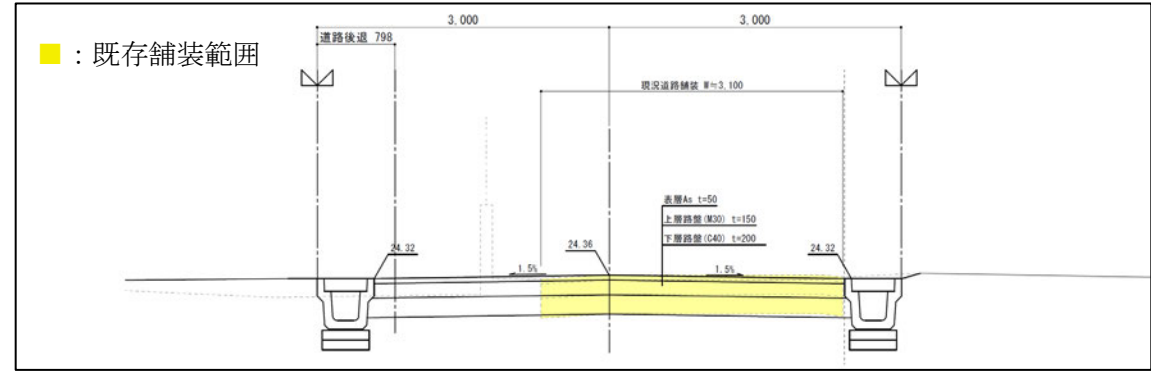 3,000
3,000
道路後退 798
：既存舗装範囲
現況道路舗装 W≒3,100
表層As t=50
上層路盤(M30) t=150
下層路盤(C40) t=200
24.32
24.36
24.32
1.5%
1.5%